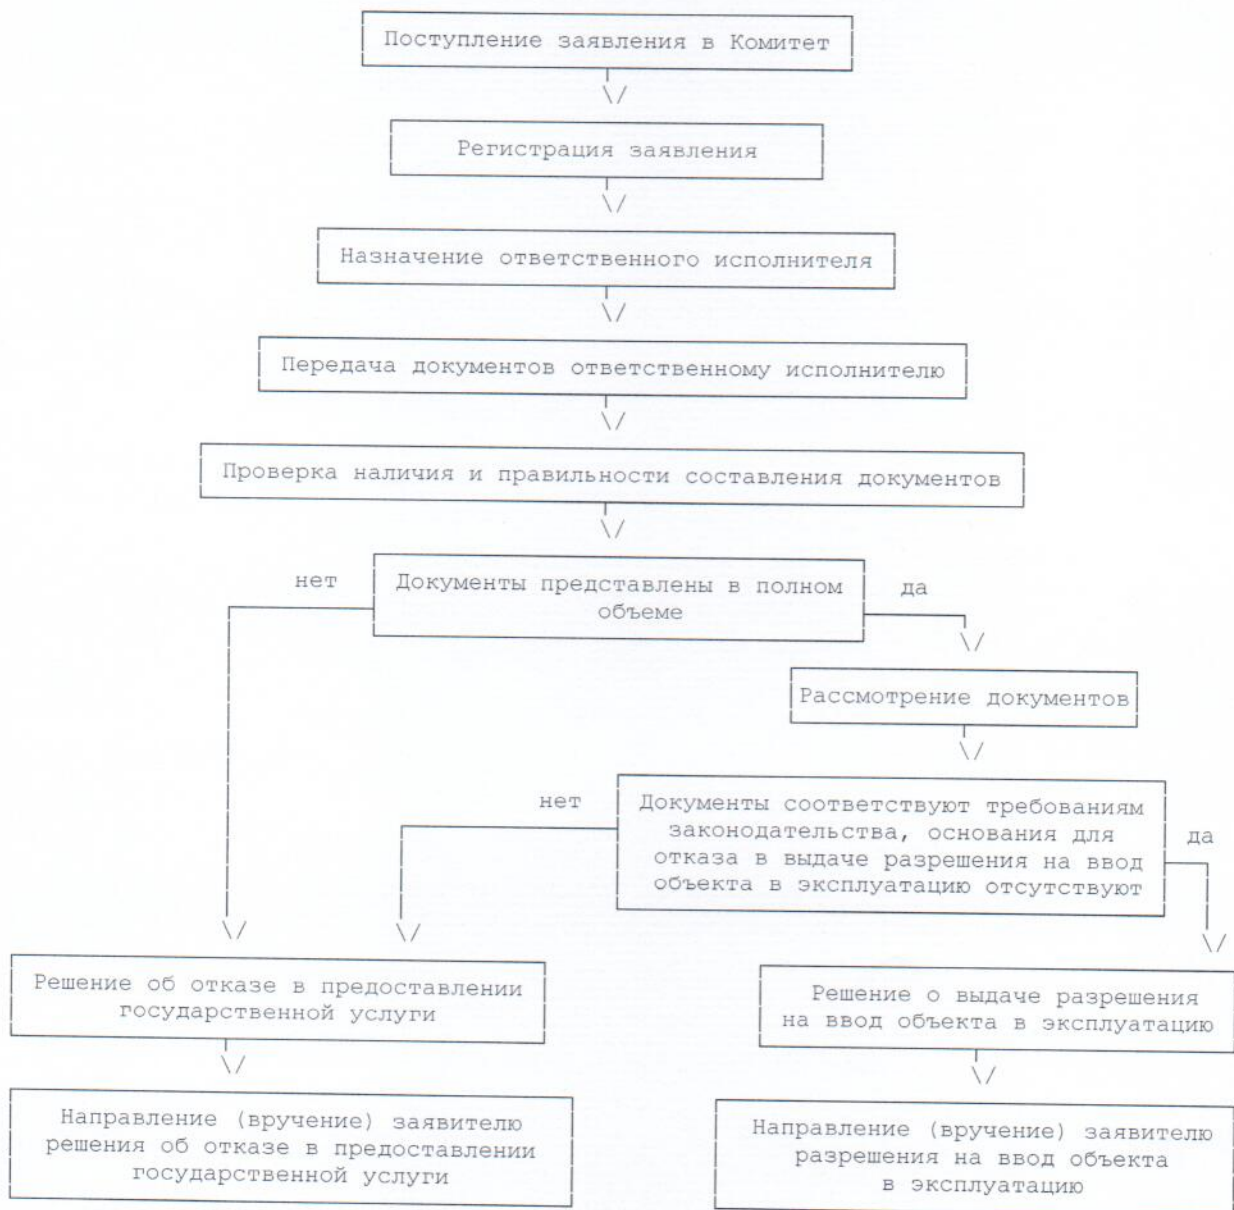 Поступление заявления в Комитет
Регистрация заявления
Назначение ответственного исполнителя
Передача документов ответственному исполнителю
Проверка наличия и правильности составления документов
нет
Документы представлены в полном
объеме
да
Рассмотрение документов
нет
Документы соответствуют требованиям
законодательства, основания для
отказа в выдаче разрешения на ввод
объекта в эксплуатацию отсутствуют
да
Решение об отказе в предоставлении
государственной услуги
Решение о выдаче разрешения
на ввод объекта в эксплуатацию
Направление (вручение) заявителю
решения об отказе в предоставлении
государственной услуги
Направление (вручение) заявителю
разрешения на ввод объекта
в эксплуатацию